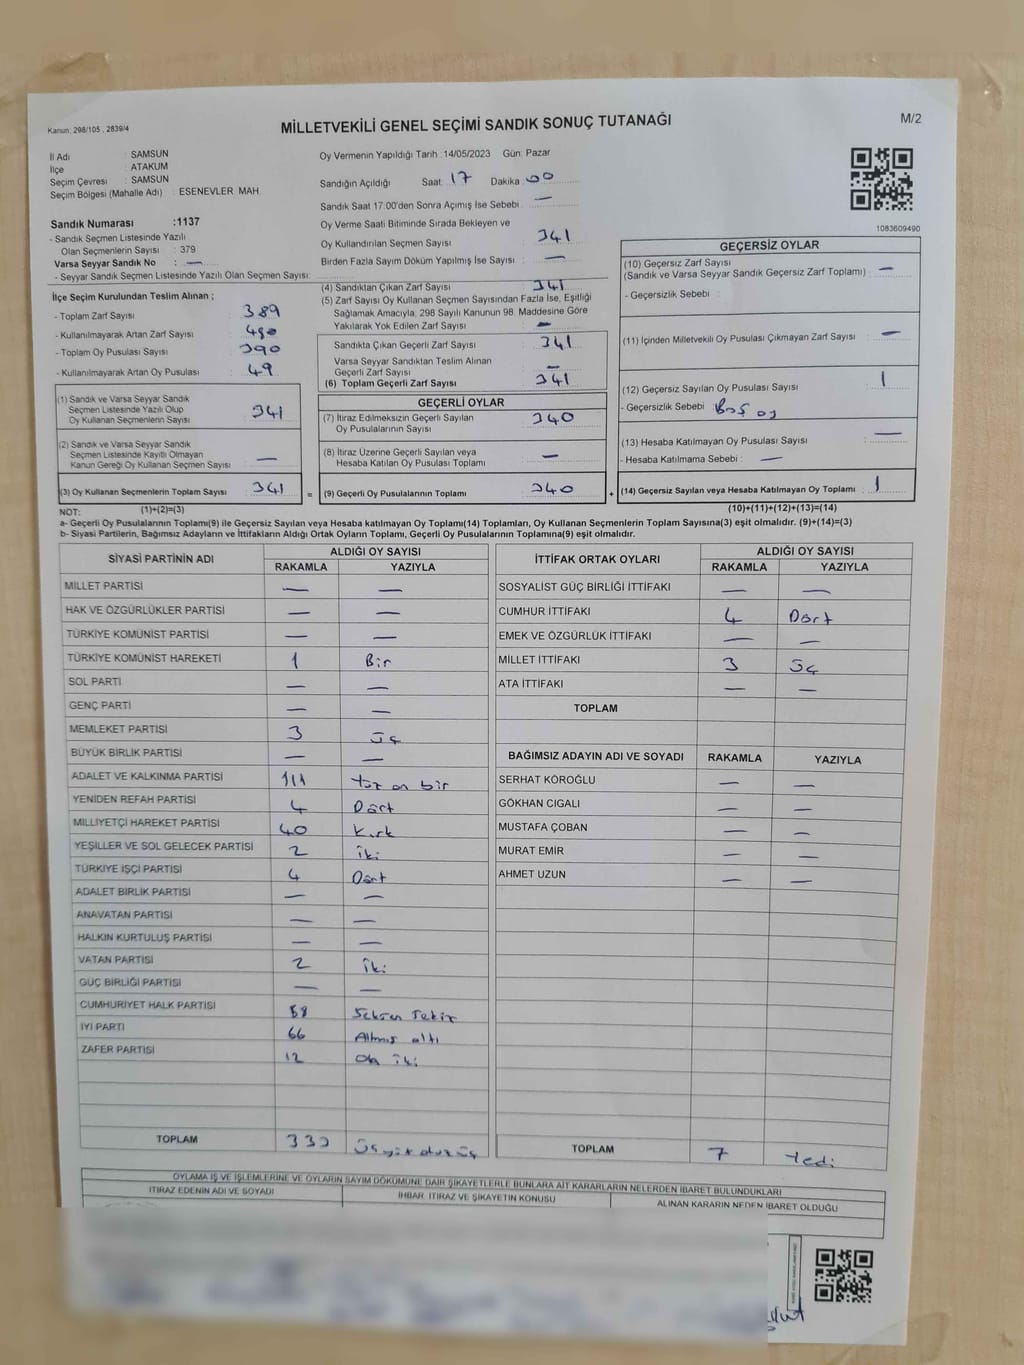 Kanun; 298/105 , 2839/4
MİLLETVEKİLİ GENEL SEÇİMİ SANDIK SONUÇ TUTANAĞI
M/2
İl Adı : SAMSUN
İlçe : ATAKUM
Seçim Çevresi : SAMSUN
Seçim Bölgesi (Mahalle Adı) : ESENEVLER MAH.
Sandık Numarası :1137
- Sandık Seçmen Listesinde Yazılı
Olan Seçmenlerin Sayısı : 379
Varsa Seyyar Sandık No : —
- Seyyar Sandık Seçmen Listesinde Yazılı Olan Seçmen Sayısı:
Oy Vermenin Yapıldığı Tarih :14/05/2023 Gün: Pazar
Sandığın Açıldığı Saat: 17 Dakika: 00
Sandık Saat 17:00'den Sonra Açımış İse Sebebi : —
Oy Verme Saati Bitiminde Sırada Bekleyen ve
Oy Kullandırılan Seçmen Sayısı : 341
Birden Fazla Sayım Döküm Yapılmış İse Sayısı : —
1083609490
İlçe Seçim Kurulundan Teslim Alınan ;
- Toplam Zarf Sayısı : 389
- Kullanılmayarak Artan Zarf Sayısı :
- Toplam Oy Pusulası Sayısı : 390
- Kullanılmayarak Artan Oy Pusulası : 49
(1) Sandık ve Varsa Seyyar Sandık
Seçmen Listesinde Yazılı Olup
Oy Kullanan Seçmenlerin Sayısı : 341
(2) Sandık ve Varsa Seyyar Sandık
Seçmen Listesinde Kayıtlı Olmayan
Kanun Gereği Oy Kullanan Seçmen Sayısı : —
(3) Oy Kullanan Seçmenlerin Toplam Sayısı : 341
(4) Sandıktan Çıkan Zarf Sayısı : 341
(5) Zarf Sayısı Oy Kullanan Seçmen Sayısından Fazla İse, Eşitliği
Sağlamak Amacıyla; 298 Sayılı Kanunun 98. Maddesine Göre
Yakılarak Yok Edilen Zarf Sayısı : —
Sandıkta Çıkan Geçerli Zarf Sayısı : 341
Varsa Seyyar Sandıktan Teslim Alınan
Geçerli Zarf Sayısı : —
(6) Toplam Geçerli Zarf Sayısı : 341
GEÇERLİ OYLAR
(7) İtiraz Edilmeksizin Geçerli Sayılan
Oy Pusulalarının Sayısı : 340
(8) İtiraz Üzerine Geçerli Sayılan veya
Hesaba Katılan Oy Pusulası Toplamı : —
= (9) Geçerli Oy Pusulalarının Toplamı : 340
GEÇERSİZ OYLAR
(10) Geçersiz Zarf Sayısı
(Sandık ve Varsa Seyyar Sandık Geçersiz Zarf Toplamı) : —
- Geçersizlik Sebebi :
(11) İçinden Milletvekili Oy Pusulası Çıkmayan Zarf Sayısı : —
(12) Geçersiz Sayılan Oy Pusulası Sayısı : 1
- Geçersizlik Sebebi : Boş oy
(13) Hesaba Katılmayan Oy Pusulası Sayısı : —
- Hesaba Katılmama Sebebi : —
+ (14) Geçersiz Sayılan veya Hesaba Katılmayan Oy Toplamı : 1
NOT: (1)+(2)=(3) (10)+(11)+(12)+(13)=(14)
a- Geçerli Oy Pusulalarının Toplamı(9) ile Geçersiz Sayılan veya Hesaba katılmayan Oy Toplamı(14) Toplamları, Oy Kullanan Seçmenlerin Toplam Sayısına(3) eşit olmalıdır. (9)+(14)=(3)
b- Siyasi Partilerin, Bağımsız Adayların ve İttifakların Aldığı Ortak Oyların Toplamı, Geçerli Oy Pusulalarının Toplamına(9) eşit olmalıdır.
SİYASİ PARTİNİN ADI ALDIĞI OY SAYISI
RAKAMLA YAZIYLA
MİLLET PARTİSİ — —
HAK VE ÖZGÜRLÜKLER PARTİSİ — —
TÜRKİYE KOMÜNİST PARTİSİ — —
TÜRKİYE KOMÜNİST HAREKETİ 1 Bir
SOL PARTİ — —
GENÇ PARTİ — —
MEMLEKET PARTİSİ 3 üç
BÜYÜK BİRLİK PARTİSİ — —
ADALET VE KALKINMA PARTİSİ 111 Yüz on bir
YENİDEN REFAH PARTİSİ 4 Dört
MİLLİYETÇİ HAREKET PARTİSİ 40 Kırk
YEŞİLLER VE SOL GELECEK PARTİSİ 2 İki
TÜRKİYE İŞÇİ PARTİSİ 4 Dört
ADALET BİRLİK PARTİSİ — —
ANAVATAN PARTİSİ — —
HALKIN KURTULUŞ PARTİSİ — —
VATAN PARTİSİ 2 İki
GÜÇ BİRLİĞİ PARTİSİ — —
CUMHURİYET HALK PARTİSİ 88 Seksen sekiz
İYİ PARTİ 66 Altmış altı
ZAFER PARTİSİ 12 On iki
TOPLAM 333 Üçyüz otuzüç
İTTİFAK ORTAK OYLARI ALDIĞI OY SAYISI
RAKAMLA YAZIYLA
SOSYALİST GÜÇ BİRLİĞİ İTTİFAKI — —
CUMHUR İTTİFAKI 4 Dört
EMEK VE ÖZGÜRLÜK İTTİFAKI — —
MİLLET İTTİFAKI 3 Üç
ATA İTTİFAKI — —
TOPLAM
BAĞIMSIZ ADAYIN ADI VE SOYADI RAKAMLA YAZIYLA
SERHAT KÖROĞLU — —
GÖKHAN CIGALI — —
MUSTAFA ÇOBAN — —
MURAT EMİR — —
AHMET UZUN — —
TOPLAM 7 Yedi
OYLAMA İŞ VE İŞLEMLERİNE VE OYLARIN SAYIM DÖKÜMÜNE DAİR ŞİKAYETLERLE BUNLARA AİT KARARLARIN NELERDEN İBARET BULUNDUKLARI
İTİRAZ EDENİN ADI VE SOYADI İHBAR, İTİRAZ VE ŞİKAYETİN KONUSU ALINAN KARARIN NEDEN İBARET OLDUĞU